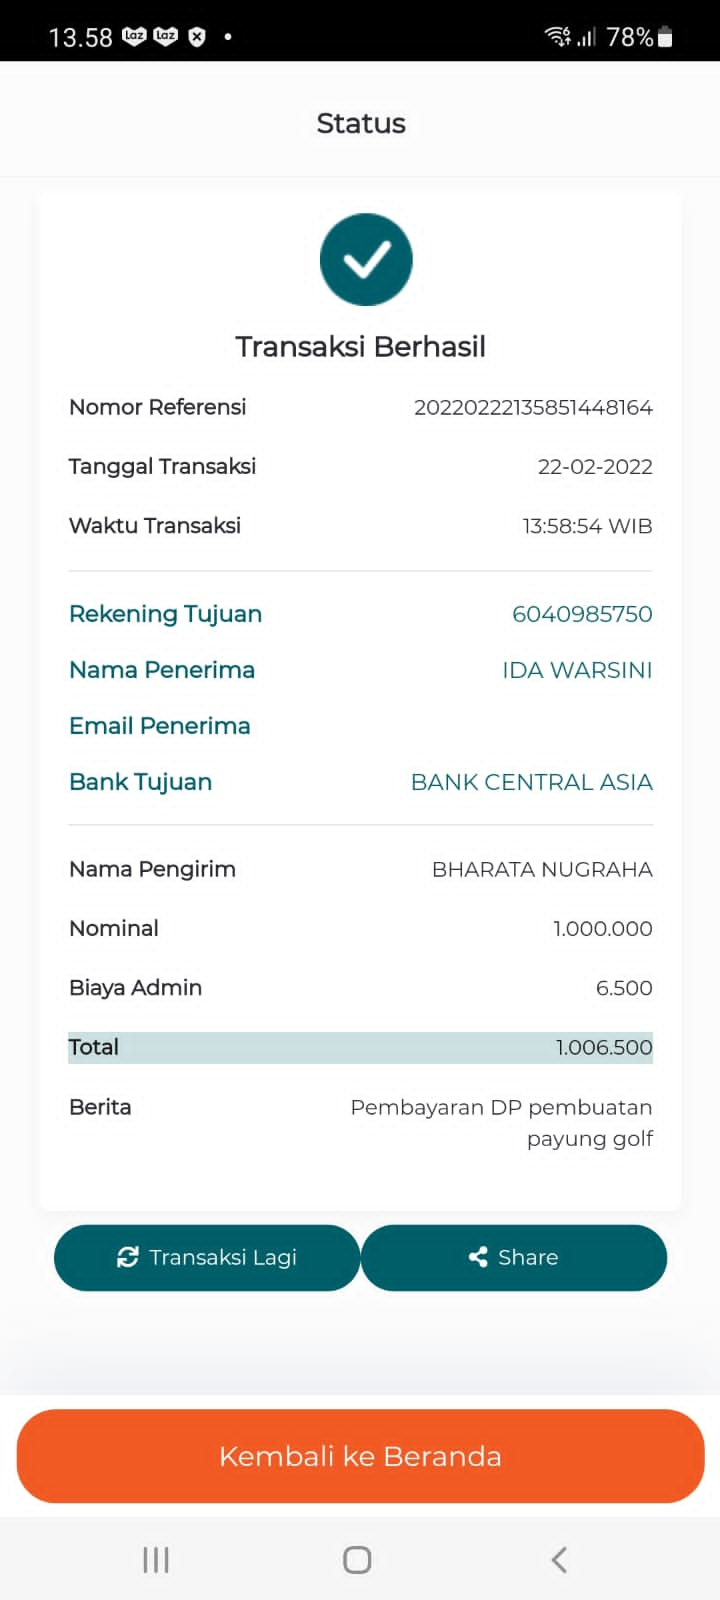 13.58 Laz Laz 78%
Status
Transaksi Berhasil
Nomor Referensi 20220222135851448164
Tanggal Transaksi 22-02-2022
Waktu Transaksi 13:58:54 WIB
Rekening Tujuan 6040985750
Nama Penerima IDA WARSINI
Email Penerima
Bank Tujuan BANK CENTRAL ASIA
Nama Pengirim BHARATA NUGRAHA
Nominal 1.000.000
Biaya Admin 6.500
Total 1.006.500
Berita Pembayaran DP pembuatan
payung golf
Transaksi Lagi Share
Kembali ke Beranda